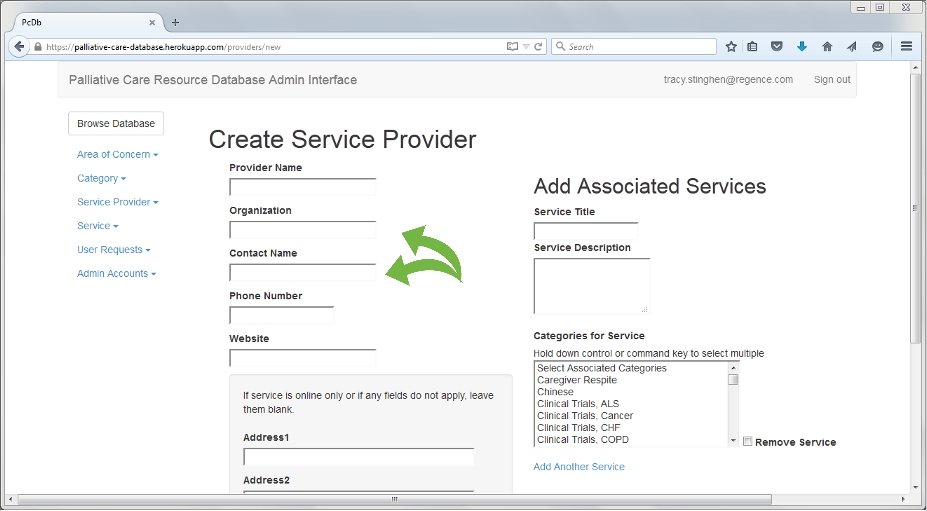 PcDb
https://palliative-care-database.herokuapp.com/providers/new
Search
Palliative Care Resource Database Admin Interface
tracy.stinghen@regence.com
Sign out
Browse Database
Area of Concern
Category
Service Provider
Service
User Requests
Admin Accounts
Create Service Provider
Provider Name
Organization
Contact Name
Phone Number
Website
If service is online only or if any fields do not apply, leave
them blank.
Address1
Address2
Add Associated Services
Service Title
Service Description
Categories for Service
Hold down control or command key to select multiple
Select Associated Categories
Caregiver Respite
Chinese
Clinical Trials, ALS
Clinical Trials, Cancer
Clinical Trials, CHF
Clinical Trials, COPD
Remove Service
Add Another Service